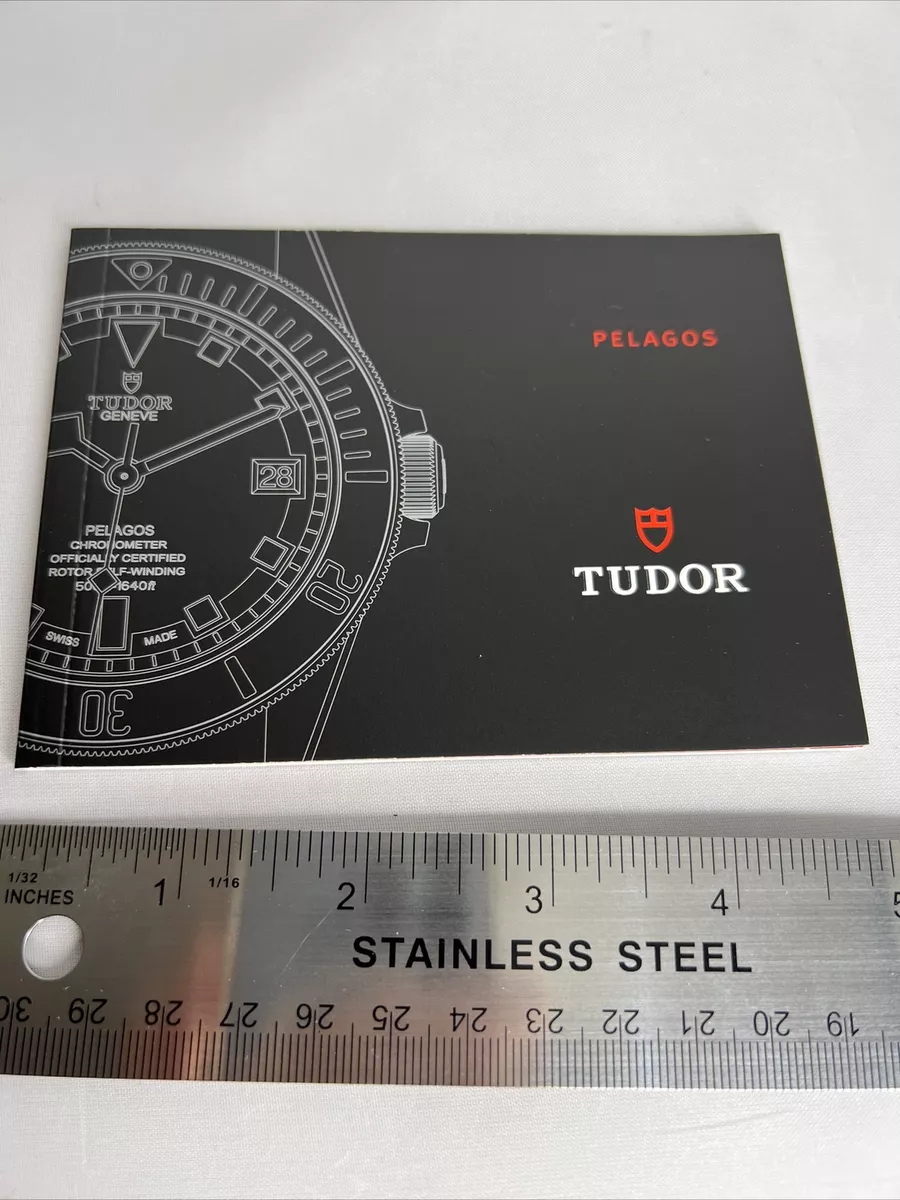 PELAGOS
TUDOR
TUDOR
GENEVE
28
PELAGOS
CHRONOMETER
OFFICIALLY CERTIFIED
ROTOR SELF-WINDING
1640ft
SWISS MADE
20
30
1/32
INCHES
1 1/16 2 3 4 5
STAINLESS STEEL
30 29 28 27 26 25 24 23 22 21 20 19